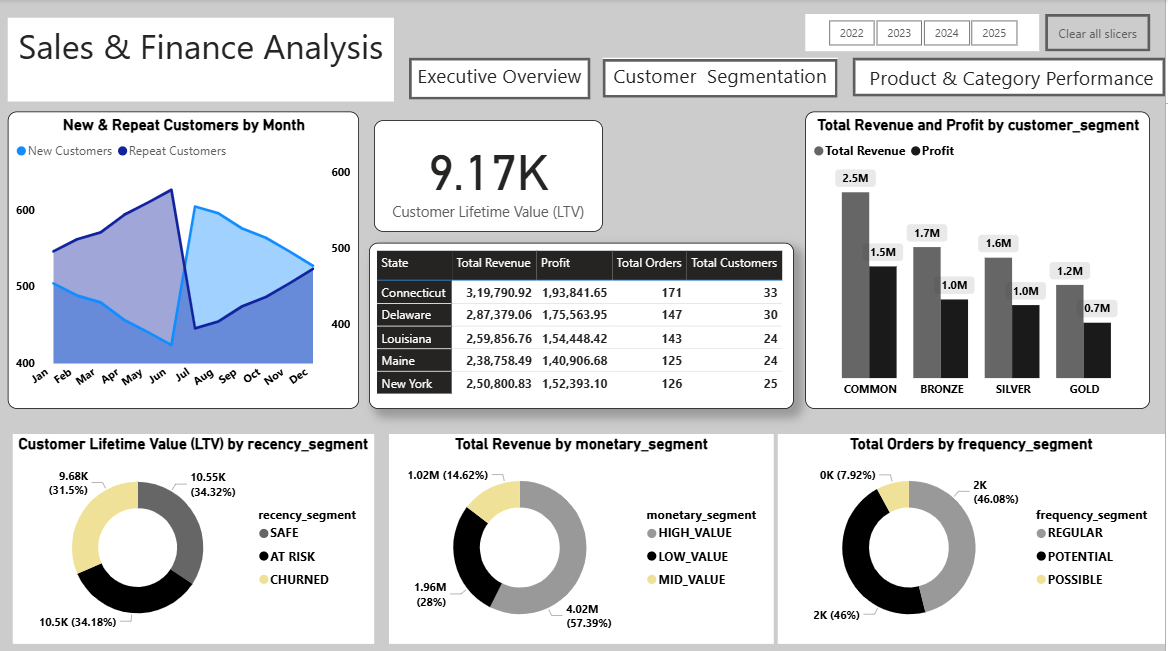 Sales & Finance Analysis
2022 2023 2024 2025 Clear all slicers
Executive Overview
Customer  Segmentation
Product & Category Performance
New & Repeat Customers by Month
New Customers Repeat Customers
600
500
400
600
500
400
Jan Feb Mar Apr May Jun Jul Aug Sep Oct Nov Dec
9.17K
Customer Lifetime Value (LTV)
State Total Revenue Profit Total Orders Total Customers
Connecticut 3,19,790.92 1,93,841.65 171 33
Delaware 2,87,379.06 1,75,563.95 147 30
Louisiana 2,59,856.76 1,54,448.42 143 24
Maine 2,38,758.49 1,40,906.68 125 24
New York 2,50,800.83 1,52,393.10 126 25
Total Revenue and Profit by customer_segment
Total Revenue Profit
2.5M
1.5M
1.7M
1.0M
1.6M
1.0M
1.2M
0.7M
COMMON BRONZE SILVER GOLD
Customer Lifetime Value (LTV) by recency_segment
9.68K
(31.5%)
10.55K
(34.32%)
10.5K (34.18%)
recency_segment
SAFE
AT RISK
CHURNED
Total Revenue by monetary_segment
1.02M (14.62%)
1.96M
(28%)
4.02M
(57.39%)
monetary_segment
HIGH_VALUE
LOW_VALUE
MID_VALUE
Total Orders by frequency_segment
0K (7.92%)
2K
(46.08%)
2K (46%)
frequency_segment
REGULAR
POTENTIAL
POSSIBLE